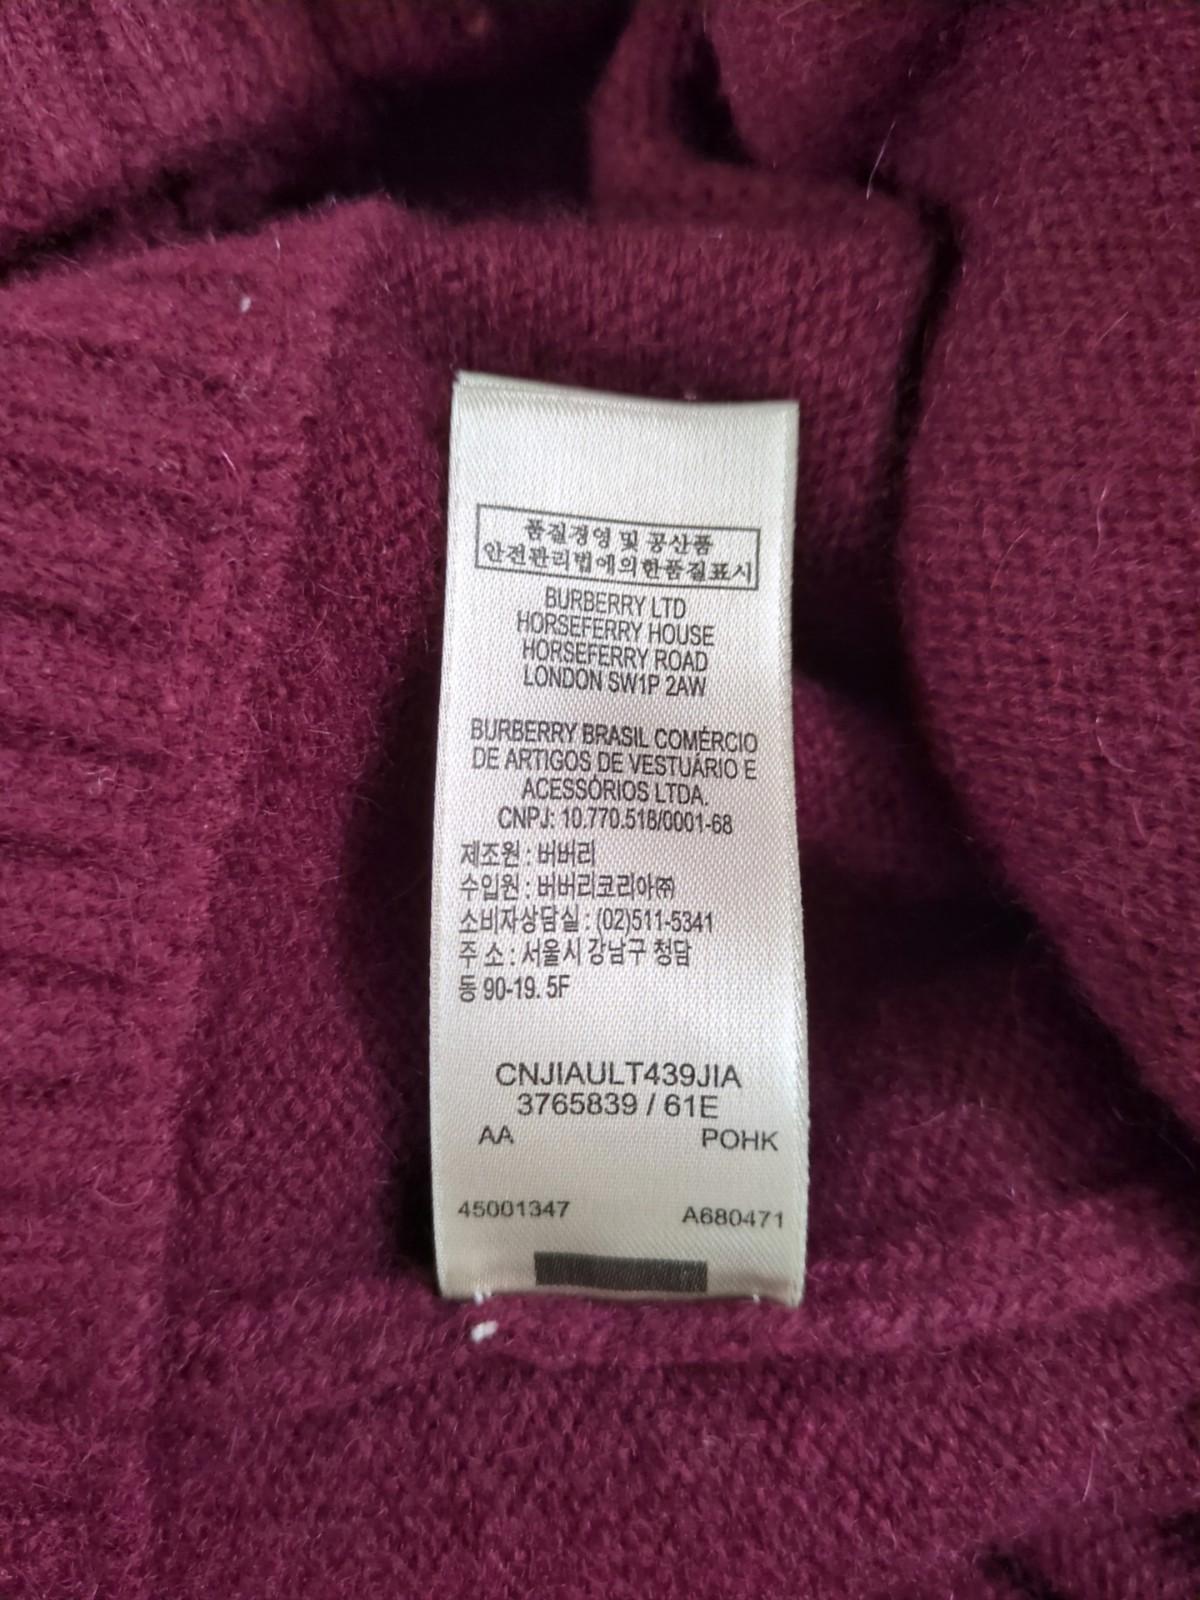 품질경영 및 공산품
안전관리법에의한품질표시
BURBERRY LTD
HORSEFERRY HOUSE
HORSEFERRY ROAD
LONDON SW1P 2AW
BURBERRY BRASIL COMÉRCIO
DE ARTIGOS DE VESTUÁRIO E
ACESSÓRIOS LTDA.
CNPJ: 10.770.518/0001-68
제조원 : 버버리
수입원 : 버버리코리아㈜
소비자상담실 : (02)511-5341
주 소 : 서울시 강남구 청담
동 90-19. 5F
CNJIAULT439JIA
3765839 / 61E
AA POHK
45001347 A680471